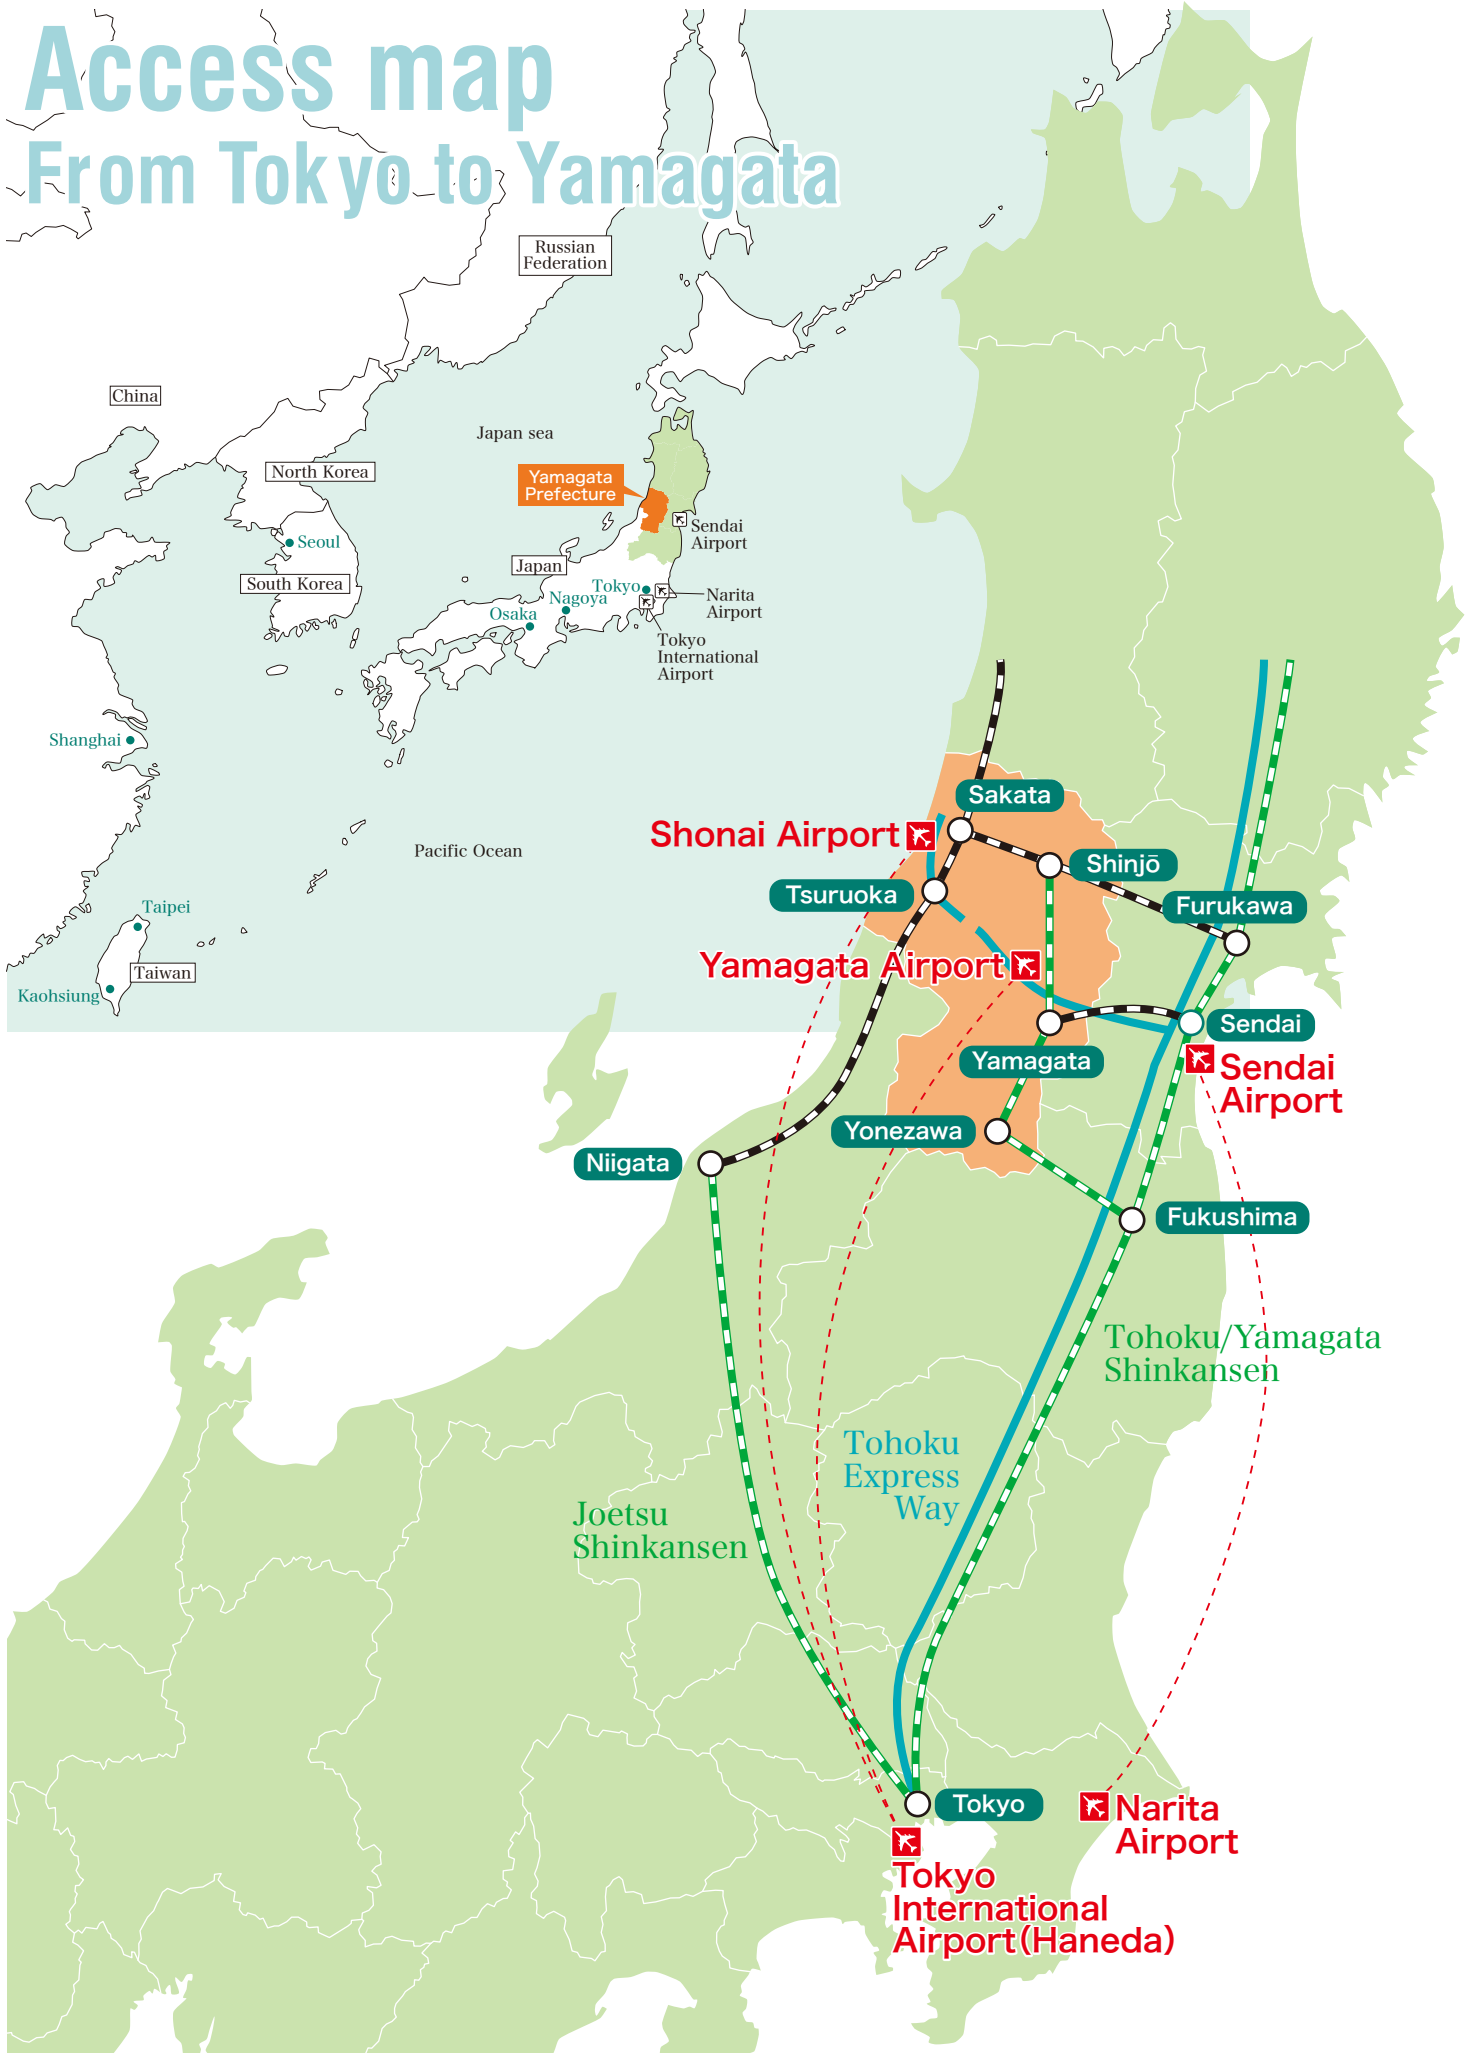 Access map
From Tokyo to Yamagata
Russian
Federation
China
Japan sea
North Korea
Yamagata
Prefecture
Sendai
Airport
Seoul
Japan
South Korea
Tokyo
Nagoya
Narita
Airport
Osaka
Tokyo
International
Airport
Shanghai
Pacific Ocean
Taipei
Taiwan
Kaohsiung
Sakata
Shonai Airport
Shinjō
Tsuruoka
Furukawa
Yamagata Airport
Sendai
Yamagata
Sendai
Airport
Yonezawa
Niigata
Fukushima
Tohoku/Yamagata
Shinkansen
Tohoku
Express
Way
Joetsu
Shinkansen
Tokyo
Narita
Airport
Tokyo
International
Airport(Haneda)